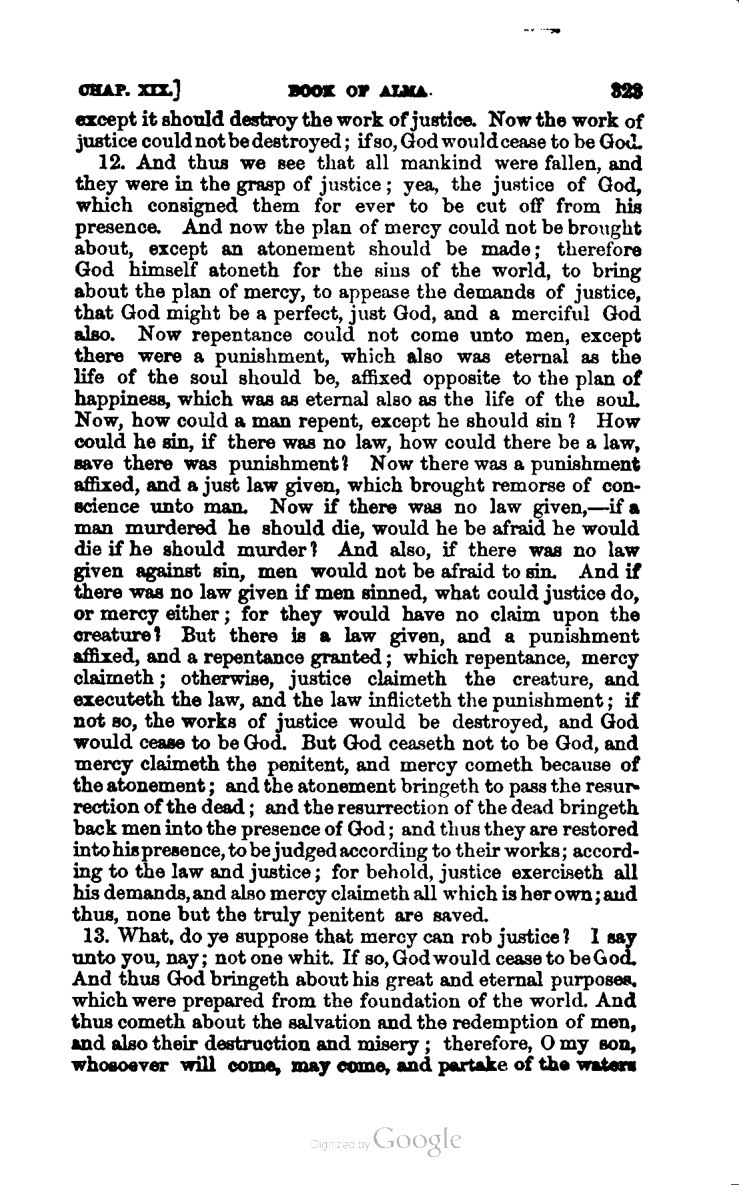 CHAP. XIX.] BOOK OF ALMA. 323
except it should destroy the work of justice. Now the work of
justice could not be destroyed; if so, God would cease to be God.
12. And thus we see that all mankind were fallen, and
they were in the grasp of justice; yea, the justice of God,
which consigned them for ever to be cut off from his
presence. And now the plan of mercy could not be brought
about, except an atonement should be made; therefore
God himself atoneth for the sins of the world, to bring
about the plan of mercy, to appease the demands of justice,
that God might be a perfect, just God, and a merciful God
also. Now repentance could not come unto men, except
there were a punishment, which also was eternal as the
life of the soul should be, affixed opposite to the plan of
happiness, which was as eternal also as the life of the soul.
Now, how could a man repent, except he should sin? How
could he sin, if there was no law, how could there be a law,
save there was punishment? Now there was a punishment
affixed, and a just law given, which brought remorse of con-
science unto man. Now if there was no law given,—if a
man murdered he should die, would he be afraid he would
die if he should murder? And also, if there was no law
given against sin, men would not be afraid to sin. And if
there was no law given if men sinned, what could justice do,
or mercy either; for they would have no claim upon the
creature? But there is a law given, and a punishment
affixed, and a repentance granted; which repentance, mercy
claimeth; otherwise, justice claimeth the creature, and
executeth the law, and the law inflicteth the punishment; if
not so, the works of justice would be destroyed, and God
would cease to be God. But God ceaseth not to be God, and
mercy claimeth the penitent, and mercy cometh because of
the atonement; and the atonement bringeth to pass the resur-
rection of the dead; and the resurrection of the dead bringeth
back men into the presence of God; and thus they are restored
into his presence, to be judged according to their works; accord-
ing to the law and justice; for behold, justice exerciseth all
his demands, and also mercy claimeth all which is her own; and
thus, none but the truly penitent are saved.
13. What, do ye suppose that mercy can rob justice? I say
unto you, nay; not one whit. If so, God would cease to be God.
And thus God bringeth about his great and eternal purposes,
which were prepared from the foundation of the world. And
thus cometh about the salvation and the redemption of men,
and also their destruction and misery; therefore, O my son,
whosoever will come, may come, and partake of the waters
Digitized by Google